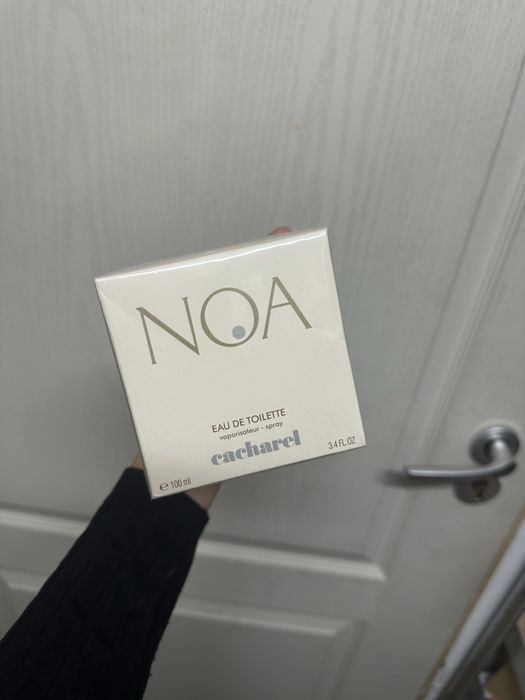 NOA
EAU DE TOILETTE
vaporisateur - spray
cacharel
℮ 100 ml
3.4 FL.OZ